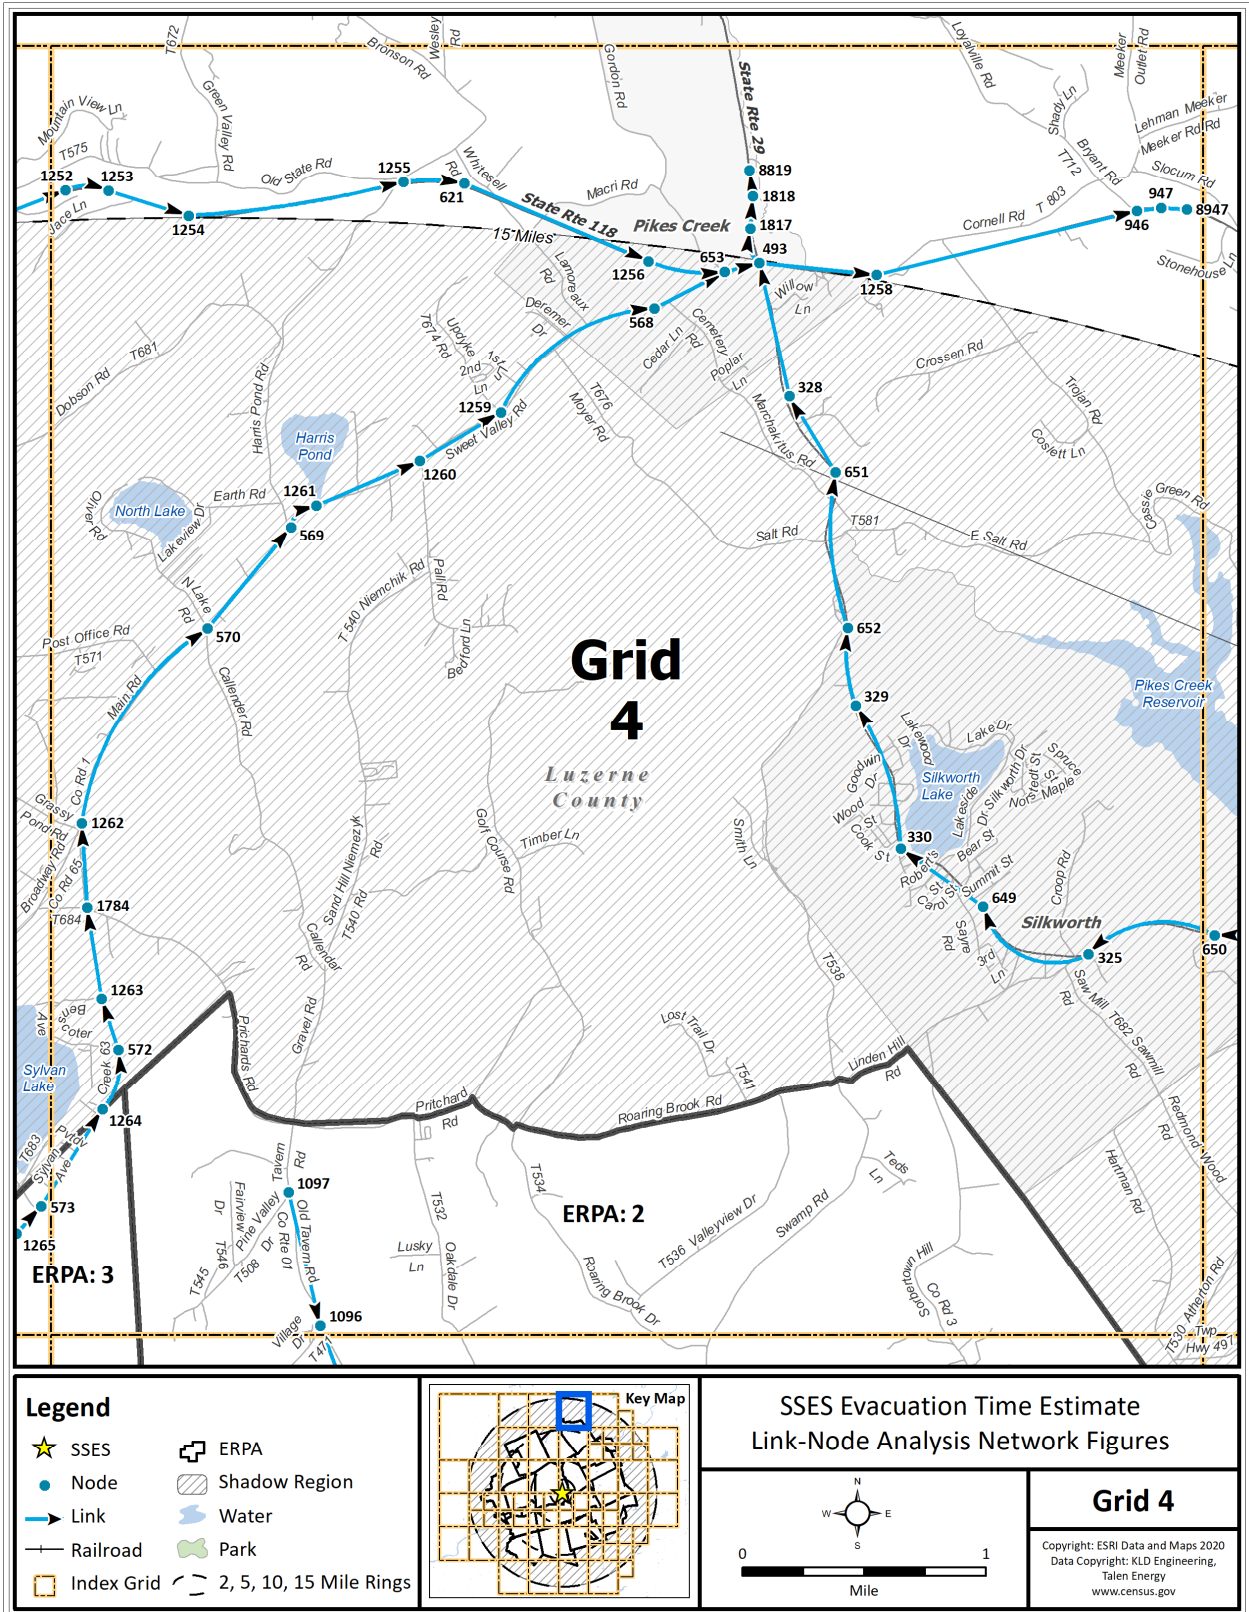 T672
Bronson Rd
Wesley
Rd
Gordon Rd
State Rte 29
Loyalville Rd
Meeker
Outlet Rd
Mountain View Ln
Green Valley Rd
Shady Ln
Lehman Meeker
Meeker Rd Rd
T575
Old State Rd
Whitesell
Rd
Macri Rd
T712
Bryant Rd
Slocum Rd
1252
1253
1255
621
8819
1818
T 803
947
8947
946
Jace Ln
1254
State Rte 118
Pikes Creek
1817
Cornell Rd
Stonehouse Ln
15 Miles
1256
653
493
1258
Lamoreaux
Rd
Willow
Ln
Deremer
Dr
568
Cemetery
Rd
Cedar Ln
Poplar
Ln
T674 Rd
Updyke
1st
S
2nd
Ln
T681
Dobson Rd
Harris Pond Rd
Crossen Rd
Trojan Rd
Coslett Ln
1259
Sweet Valley Rd
T676
Moyer Rd
328
Marchakitus Rd
Harris
Pond
1260
651
1261
Earth Rd
North Lake
Oliver Rd
Lakeview Dr
569
Salt Rd
T581
E Salt Rd
Cassie Green Rd
N Lake
Rd
T 540 Niemchik Rd
Pall Rd
Bedford Ln
Post Office Rd
T571
570
652
Grid
4
Main Rd
Callender Rd
329
Pikes Creek
Reservoir
Luzerne
County
Lakewood
Dr
Lake Dr
Goodwin
Dr
Silkworth
Lake
Silkworth Dr
Lakeside
Dr
Norstedt St
Spruce
St
Maple
Co Rd 1
Grassy
Pond Rd
1262
Wood
St
Cook St
330
Bear St
Robert's
St
Summit St
Carol St
649
Croop Rd
Silkworth
Broadway Rd
Co Rd 65
1784
T684
Sand Hill Niemezyk
Rd
T540 Rd
Golf Course Rd
Timber Ln
Smith Ln
Sayre
Rd
3rd
Ln
325
650
Callendar
Rd
T538
Saw Mill
Rd
T682
Sawmill
Rd
1263
Ave
coter
572
Creek 63
Gravel Rd
Prichards Rd
Lost Trail Dr
T541
Linden Hill
Rd
Sylvan
Lake
1264
Pritchard
Rd
Roaring Brook Rd
Redmond Wood
Rd
T683
Pvtdv
Sylvan
Ave
573
1265
ERPA: 3
Tavern
Rd
1097
Fairview
Dr
T546
Pine Valley
Dr
T508
T545
Co Rte 01
Old Tavern Rd
1096
Village
Dr
T471
T532
Lusky
Ln
Oakdale Dr
T534
ERPA: 2
Roaring Brook Dr
T536 Valleyview Dr
Swamp Rd
Teds
Ln
Sorbertown Hill
Co Rd 3
Hartman Rd
T530 Atherton Rd
Twp
Hwy 497
Legend
SSES
Node
Link
Railroad
Index Grid
ERPA
Shadow Region
Water
Park
2, 5, 10, 15 Mile Rings
Key Map
SSES Evacuation Time Estimate
Link-Node Analysis Network Figures
N
W
E
S
0
1
Mile
Grid 4
Copyright: ESRI Data and Maps 2020
Data Copyright: KLD Engineering,
Talen Energy
www.census.gov